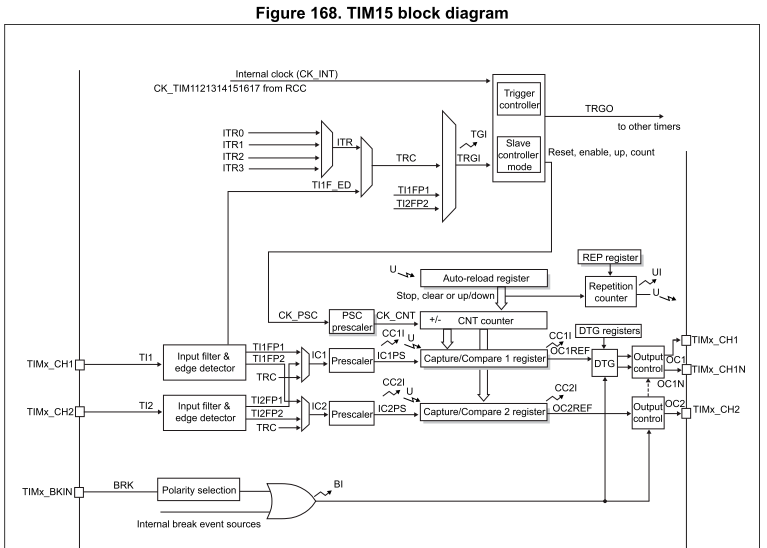 Figure 168. TIM15 block diagram
Internal clock (CK_INT)
CK_TIM1121314151617 from RCC
Trigger
controller
TRGO
to other timers
ITR0
ITR1
ITR2
ITR3
ITR
TGI
TRC
TRGI
Slave
controller
mode
Reset, enable, up, count
TI1F_ED
TI1FP1
TI2FP2
REP register
U
Auto-reload register
UI
Repetition
counter
U
Stop, clear or up/down
CK_PSC
PSC
prescaler
CK_CNT
+/-
CNT counter
DTG registers
TIMx_CH1
TI1
Input filter &
edge detector
TI1FP1
TI1FP2
TRC
IC1
Prescaler
CC1I
IC1PS
U
Capture/Compare 1 register
CC1I
OC1REF
DTG
Output
control
OC1
TIMx_CH1
TIMx_CH1N
OC1N
TIMx_CH2
TI2
Input filter &
edge detector
TI2FP1
TI2FP2
TRC
IC2
Prescaler
CC2I
IC2PS
U
Capture/Compare 2 register
CC2I
OC2REF
Output
control
OC2
TIMx_CH2
TIMx_BKIN
BRK
Polarity selection
BI
Internal break event sources